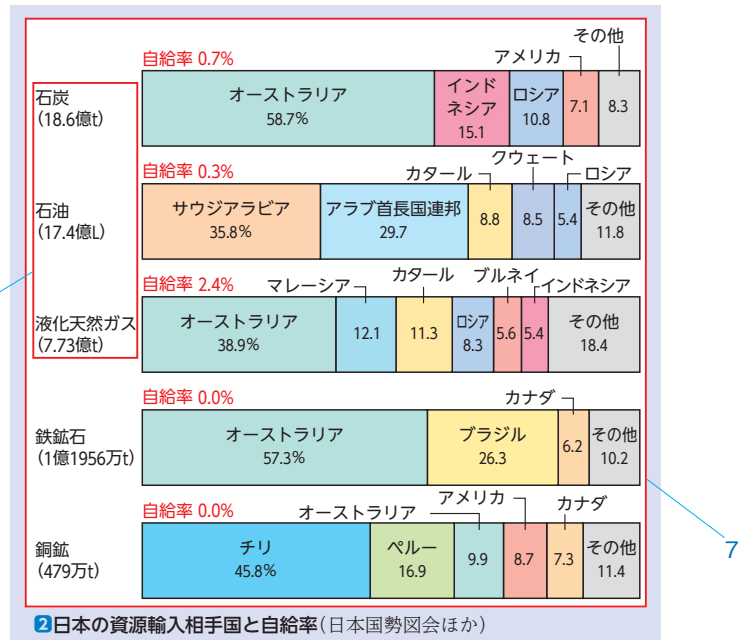 自給率 0.7%
アメリカ
その他
石炭
(18.6億t)
オーストラリア
58.7%
インド
ネシア
15.1
ロシア
10.8
7.1
8.3
自給率 0.3%
カタール
クウェート
ロシア
石油
(17.4億L)
サウジアラビア
35.8%
アラブ首長国連邦
29.7
8.8
8.5
5.4
その他
11.8
自給率 2.4%
マレーシア
カタール
ブルネイ
インドネシア
液化天然ガス
(7.73億t)
オーストラリア
38.9%
12.1
11.3
ロシア
8.3
5.6
5.4
その他
18.4
自給率 0.0%
カナダ
鉄鉱石
(1億1956万t)
オーストラリア
57.3%
ブラジル
26.3
6.2
その他
10.2
自給率 0.0%
オーストラリア
アメリカ
カナダ
銅鉱
(479万t)
チリ
45.8%
ペルー
16.9
9.9
8.7
7.3
その他
11.4
7
2日本の資源輸入相手国と自給率(日本国勢図会ほか)